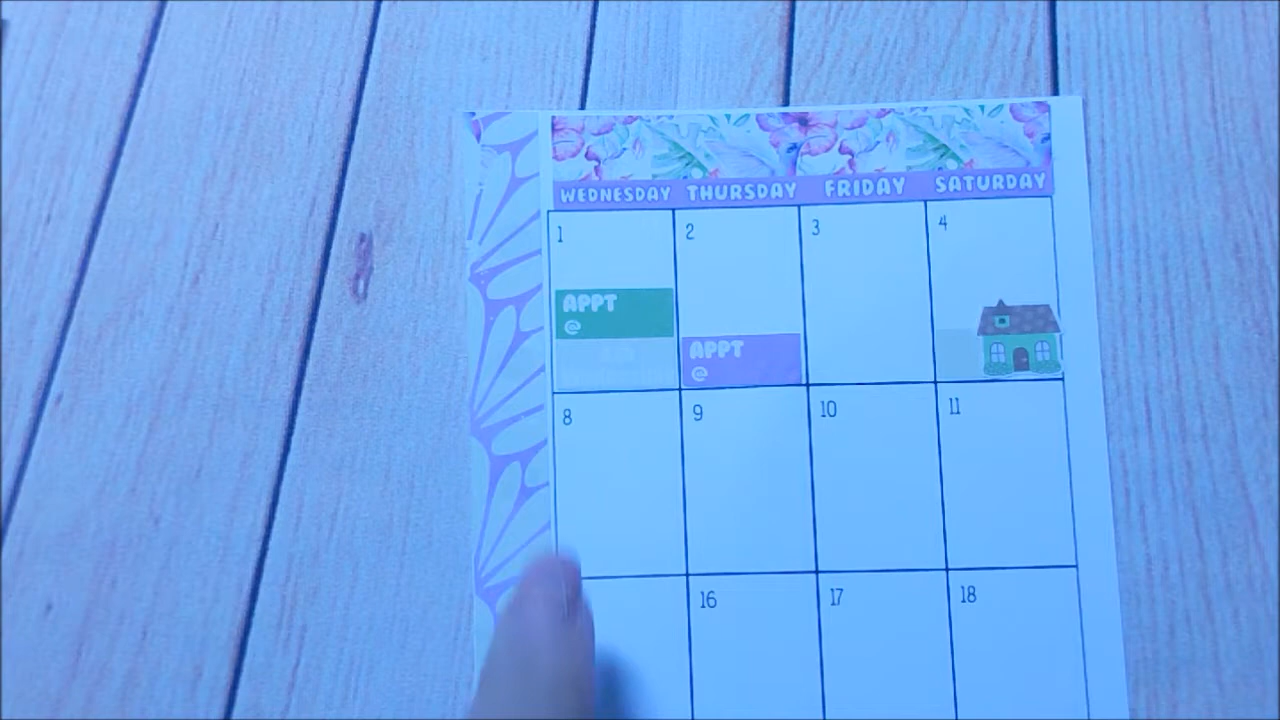 WEDNESDAY THURSDAY FRIDAY SATURDAY
1 2 3 4
APPT
@
APPT
@
8 9 10 11
16 17 18